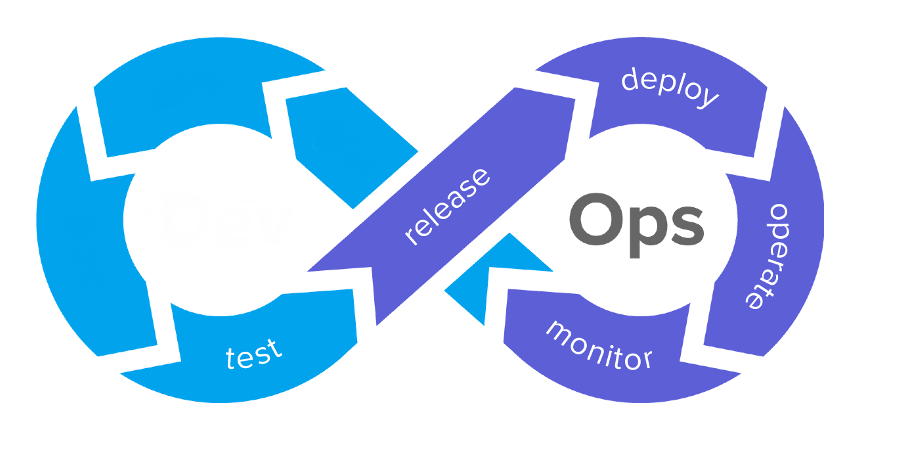 deploy
release
Ops
operate
test
monitor